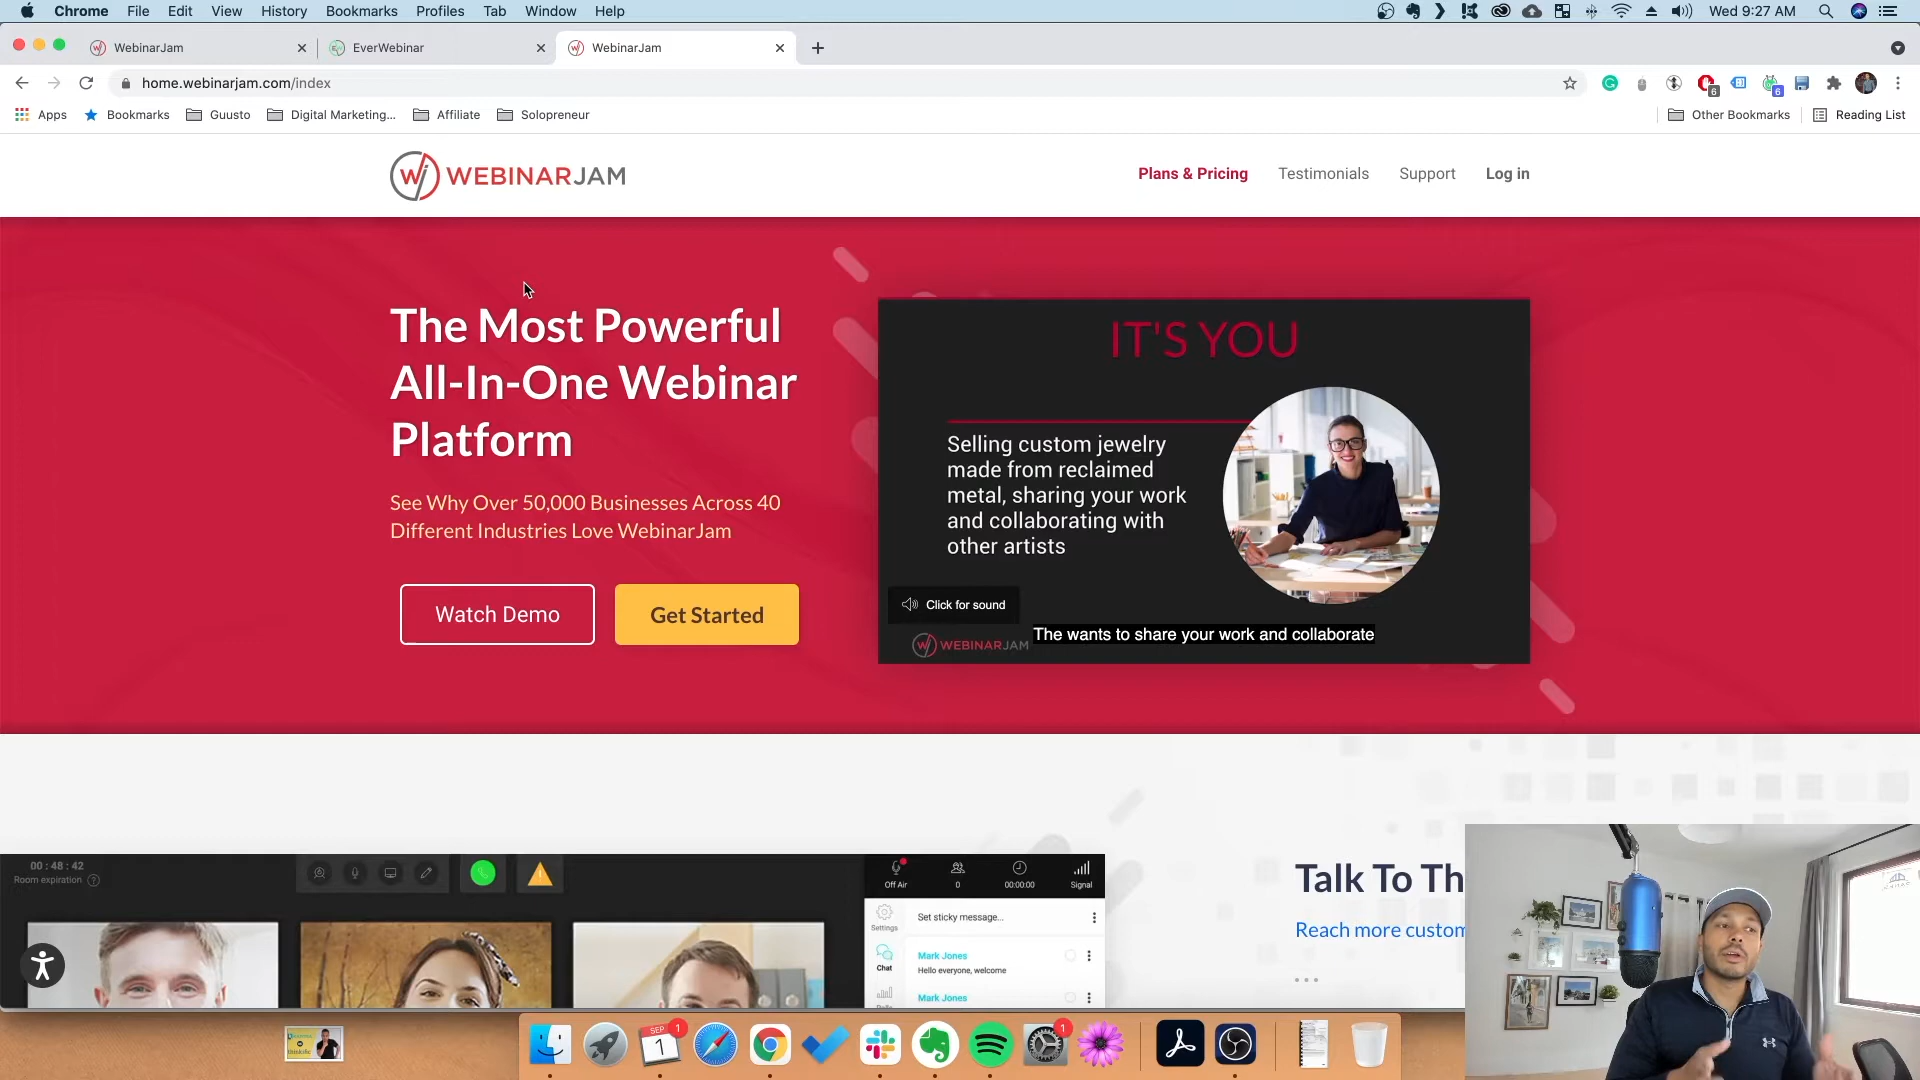 Chrome File Edit View History Bookmarks Profiles Tab Window Help
Wed 9:27 AM
WebinarJam
EverWebinar
WebinarJam
home.webinarjam.com/index
6
6
Apps Bookmarks Guusto Digital Marketing... Affiliate Solopreneur
Other Bookmarks Reading List
WEBINARJAM
Plans & Pricing Testimonials Support Log in
The Most Powerful
All-In-One Webinar
Platform
See Why Over 50,000 Businesses Across 40
Different Industries Love WebinarJam
Watch Demo
Get Started
IT'S YOU
Selling custom jewelry
made from reclaimed
metal, sharing your work
and collaborating with
other artists
Click for sound
WEBINARJAM
The wants to share your work and collaborate
00 : 48 : 42
Room expiration ?
Off Air 0 00:00:00 Signal
Settings
Set sticky message...
Chat
Mark Jones
Hello everyone, welcome
Mark Jones
Talk To Th
Reach more custom
SEP
1
1
1